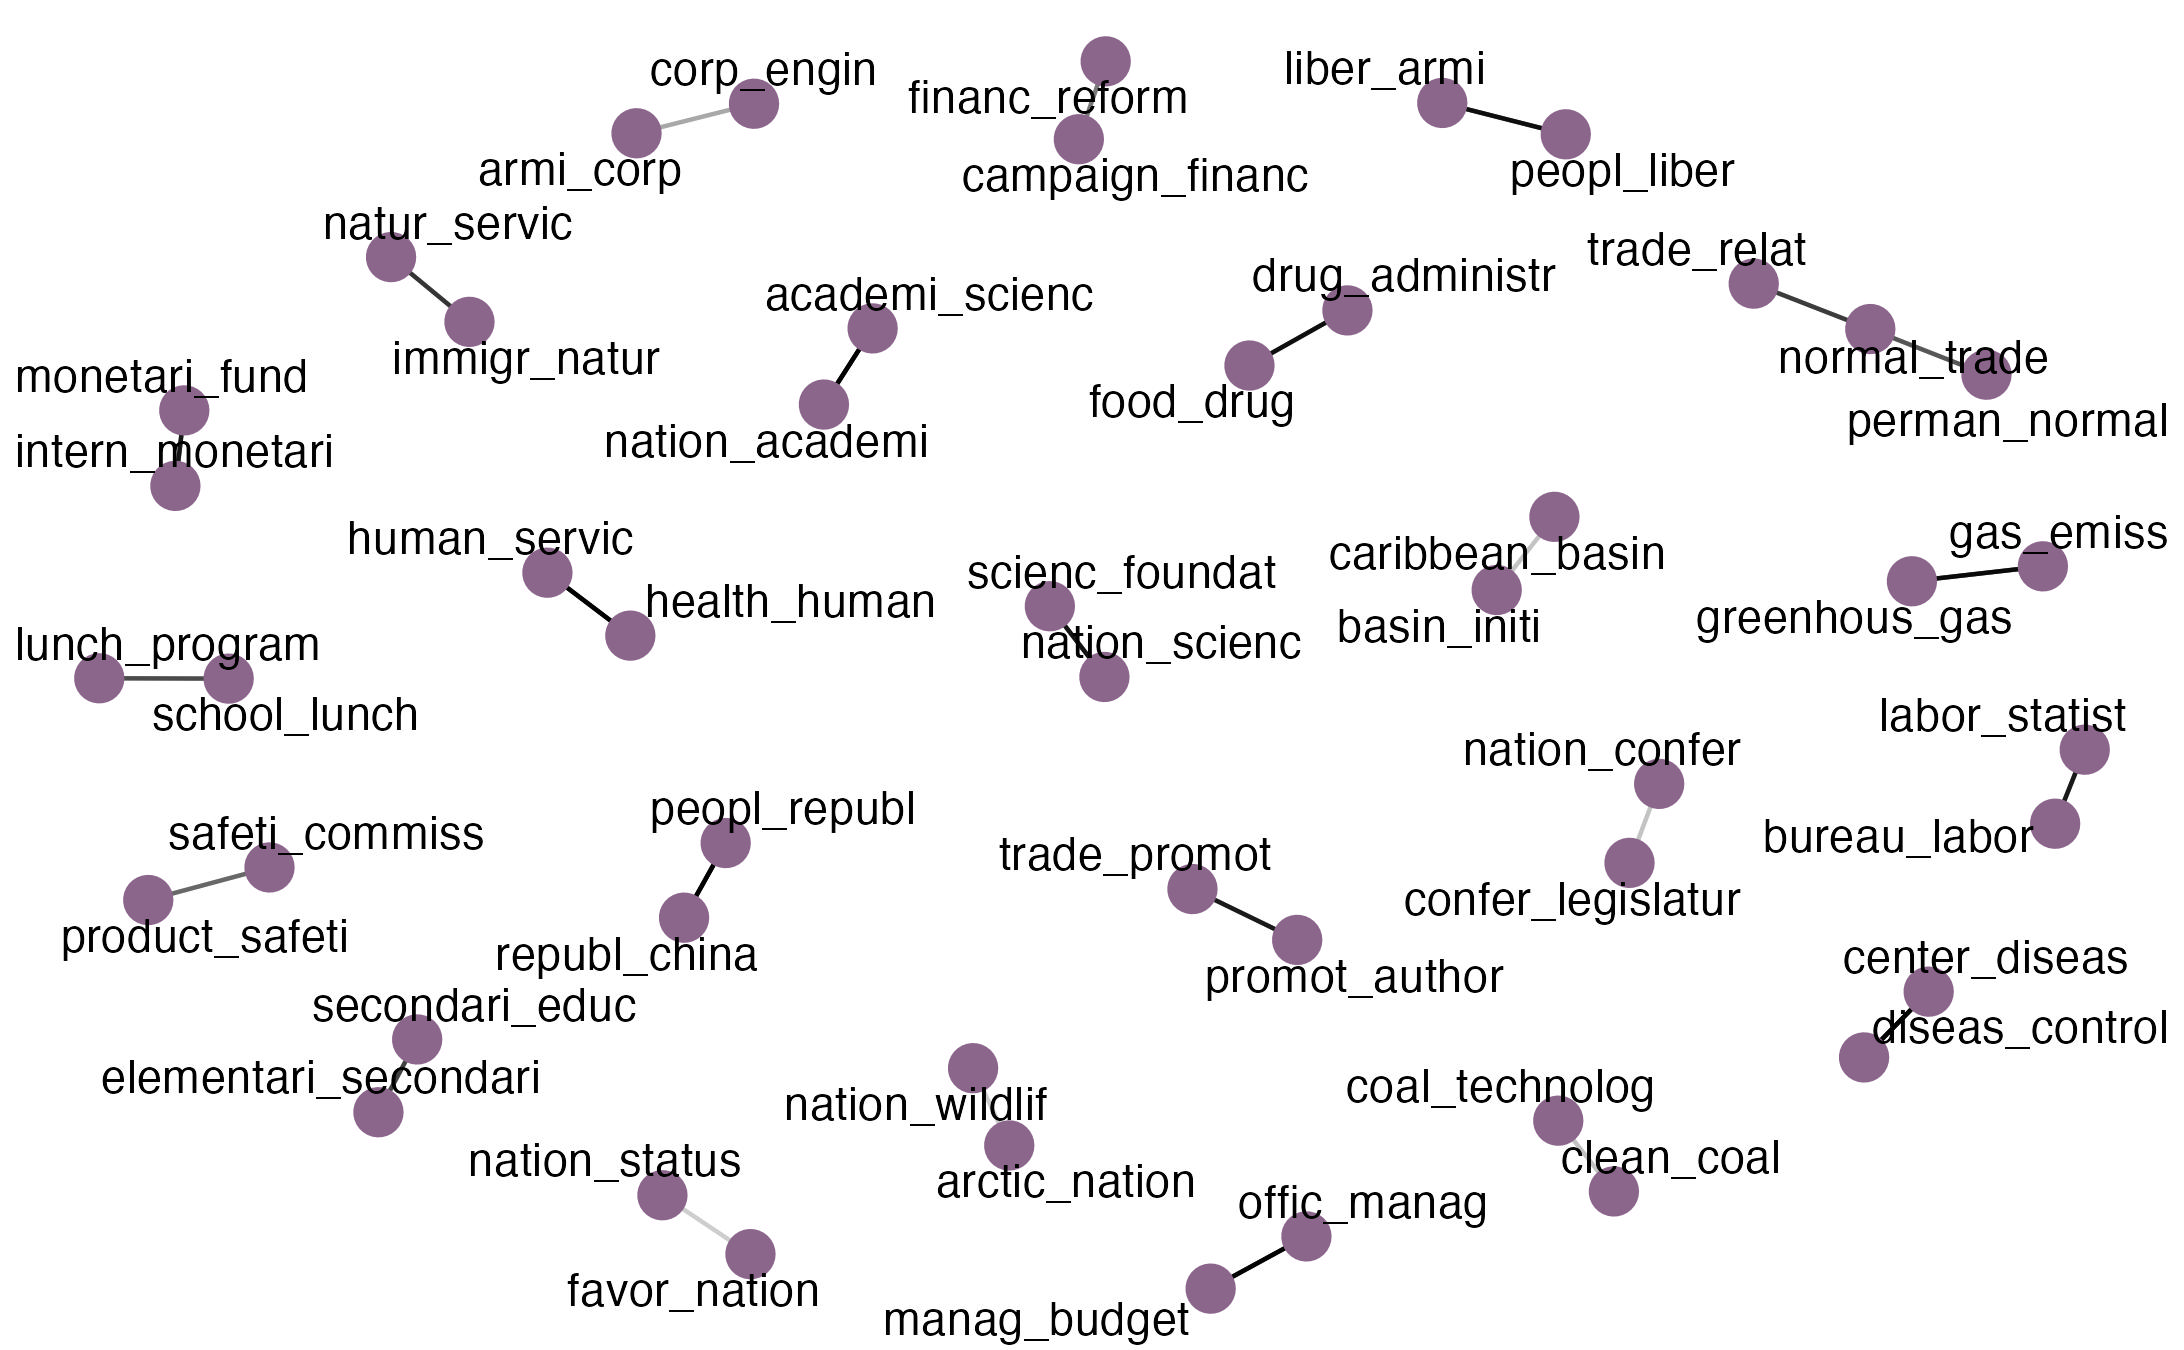 corp_engin
armi_corp
financ_reform
campaign_financ
liber_armi
peopl_liber
natur_servic
immigr_natur
academi_scienc
nation_academi
drug_administr
food_drug
trade_relat
normal_trade
perman_normal
monetari_fund
intern_monetari
human_servic
health_human
scienc_foundat
nation_scienc
caribbean_basin
basin_initi
gas_emiss
greenhous_gas
lunch_program
school_lunch
labor_statist
bureau_labor
nation_confer
confer_legislatur
safeti_commiss
product_safeti
peopl_republ
republ_china
trade_promot
promot_author
center_diseas
diseas_control
secondari_educ
elementari_secondari
nation_wildlif
arctic_nation
coal_technolog
clean_coal
nation_status
favor_nation
offic_manag
manag_budget